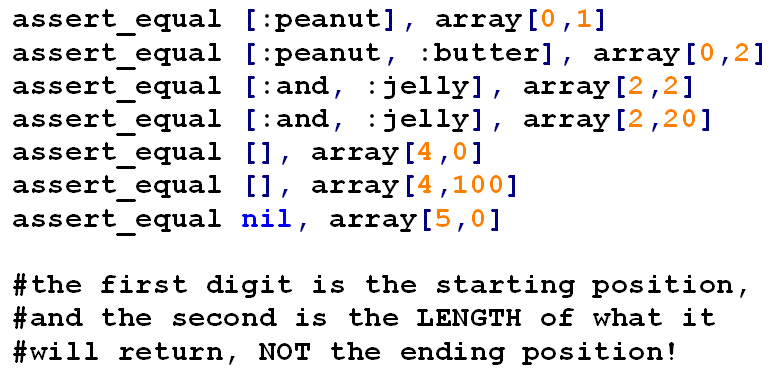 assert_equal [:peanut], array[0,1]
assert_equal [:peanut, :butter], array[0,2]
assert_equal [:and, :jelly], array[2,2]
assert_equal [:and, :jelly], array[2,20]
assert_equal [], array[4,0]
assert_equal [], array[4,100]
assert_equal nil, array[5,0]
#the first digit is the starting position,
#and the second is the LENGTH of what it
#will return, NOT the ending position!